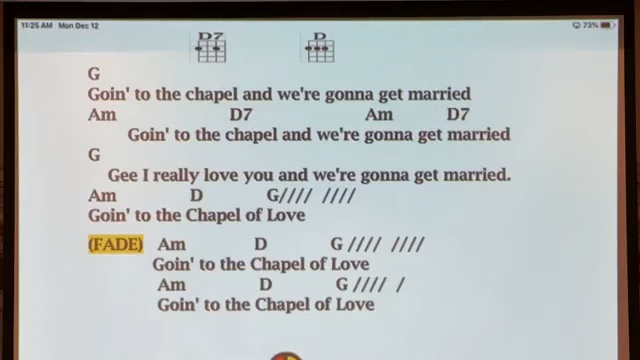 11:25 AM Mon Dec 12 73%
D7 D
G
Goin' to the chapel and we're gonna get married
Am D7 Am D7
Goin' to the chapel and we're gonna get married
G
Gee I really love you and we're gonna get married.
Am D G//// ////
Goin' to the Chapel of Love
(FADE) Am D G //// ////
Goin' to the Chapel of Love
Am D G //// /
Goin' to the Chapel of Love